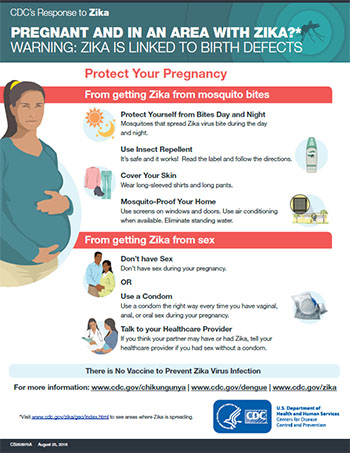 CDC's Response to Zika
PREGNANT AND IN AN AREA WITH ZIKA?*
WARNING: ZIKA IS LINKED TO BIRTH DEFECTS
Protect Your Pregnancy
From getting Zika from mosquito bites
Protect Yourself from Bites Day and Night
Mosquitoes that spread Zika virus bite during the day
and night.
Use Insect Repellent
It's safe and it works! Read the label and follow the directions.
Cover Your Skin
Wear long-sleeved shirts and long pants.
Mosquito-Proof Your Home
Use screens on windows and doors. Use air conditioning
when available. Eliminate standing water.
From getting Zika from sex
Don't have Sex
Don't have sex during your pregnancy.
OR
Use a Condom
Use a condom the right way every time you have vaginal,
anal, or oral sex during your pregnancy.
Talk to your Healthcare Provider
If you think your partner may have or had Zika, tell your
healthcare provider if you had sex without a condom.
There is No Vaccine to Prevent Zika Virus Infection
For more information: www.cdc.gov/chikungunya | www.cdc.gov/dengue | www.cdc.gov/zika
*Visit www.cdc.gov/zika/geo/index.html to see areas where Zika is spreading.
CDC
U.S. Department of
Health and Human Services
Centers for Disease
Control and Prevention
August 25, 2016